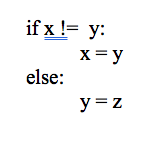 if x != y:
x = y
else:
y = z